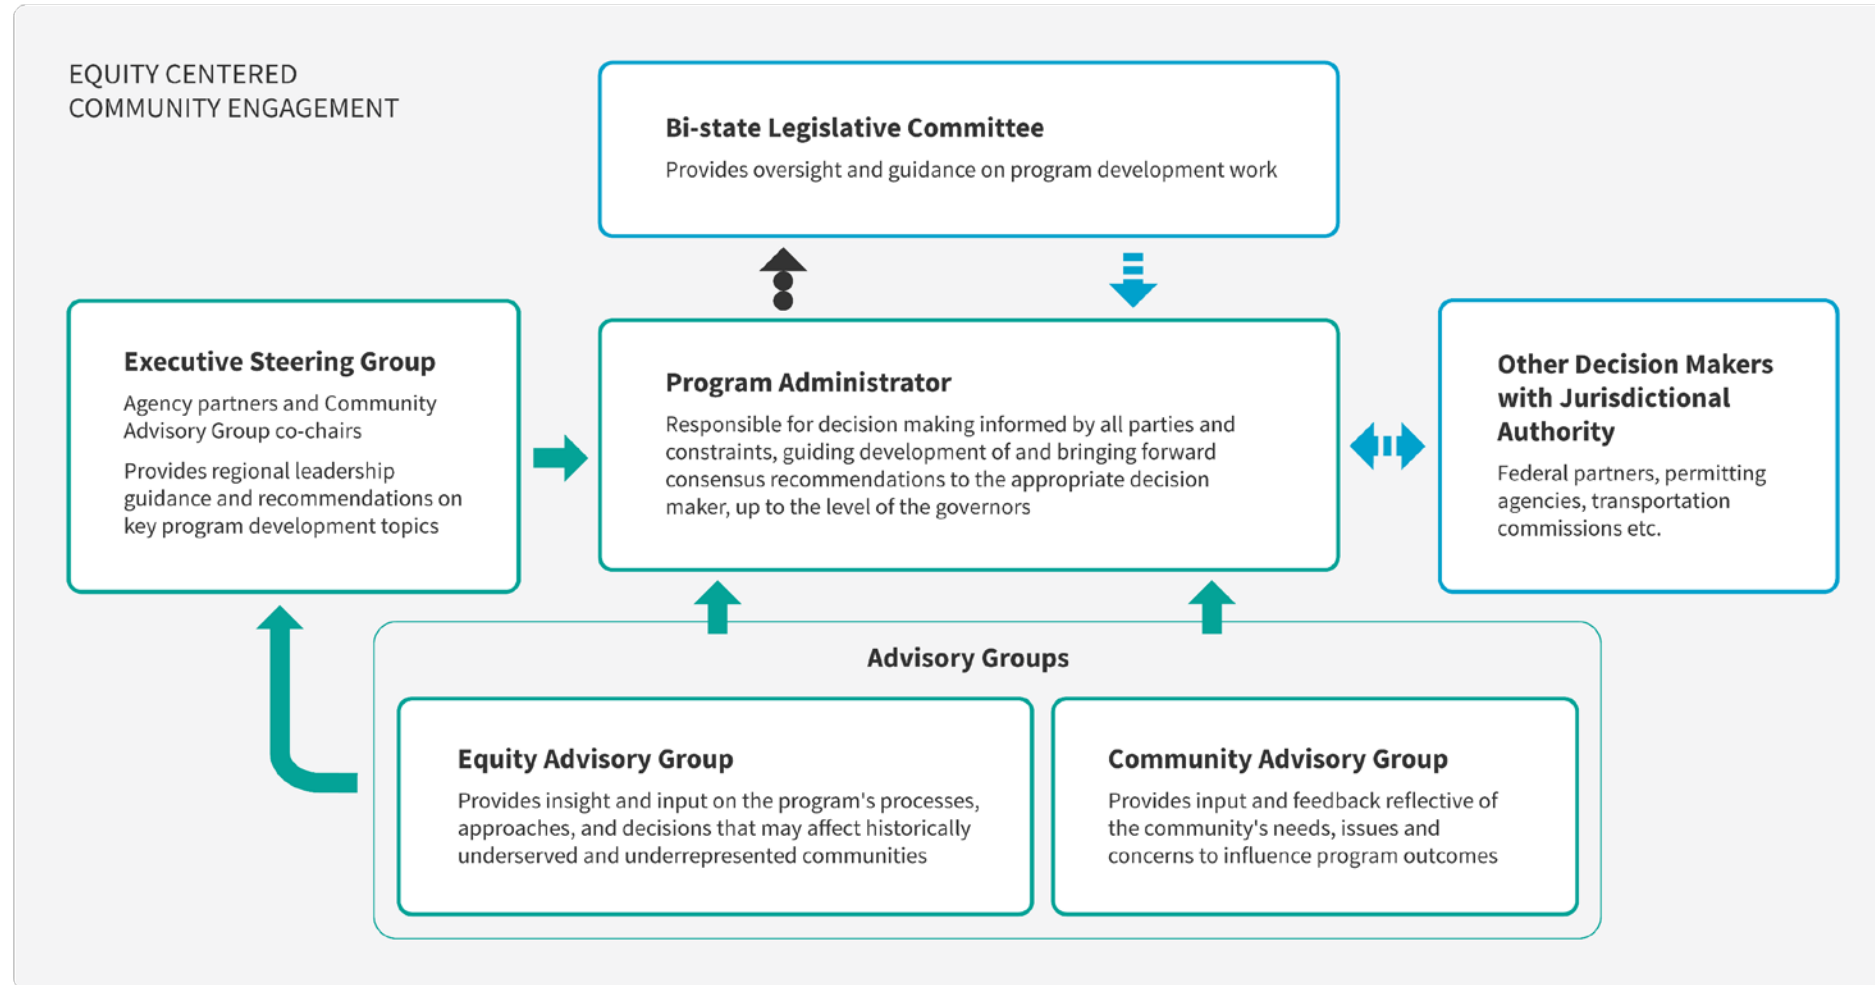 EQUITY CENTERED
COMMUNITY ENGAGEMENT
Bi-state Legislative Committee
Provides oversight and guidance on program development work
Executive Steering Group
Agency partners and Community
Advisory Group co-chairs
Provides regional leadership
guidance and recommendations on
key program development topics
Program Administrator
Responsible for decision making informed by all parties and
constraints, guiding development of and bringing forward
consensus recommendations to the appropriate decision
maker, up to the level of the governors
Other Decision Makers
with Jurisdictional
Authority
Federal partners, permitting
agencies, transportation
commissions etc.
Advisory Groups
Equity Advisory Group
Provides insight and input on the program's processes,
approaches, and decisions that may affect historically
underserved and underrepresented communities
Community Advisory Group
Provides input and feedback reflective of
the community's needs, issues and
concerns to influence program outcomes